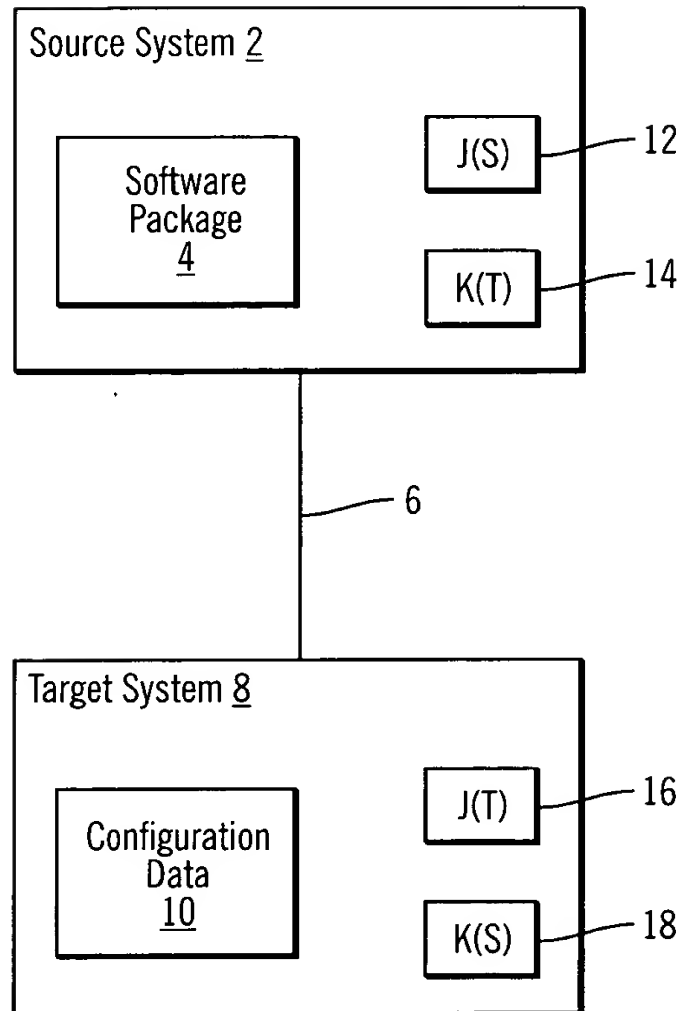 Source System 2
Software
Package
4
J(S)
12
K(T)
14
6
Target System 8
Configuration
Data
10
J(T)
16
K(S)
18